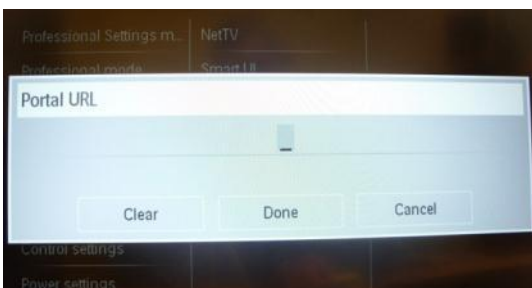 Professional Settings m... NetTV
Professional mode Smart UI
Portal URL
Clear Done Cancel
Control settings
Power settings